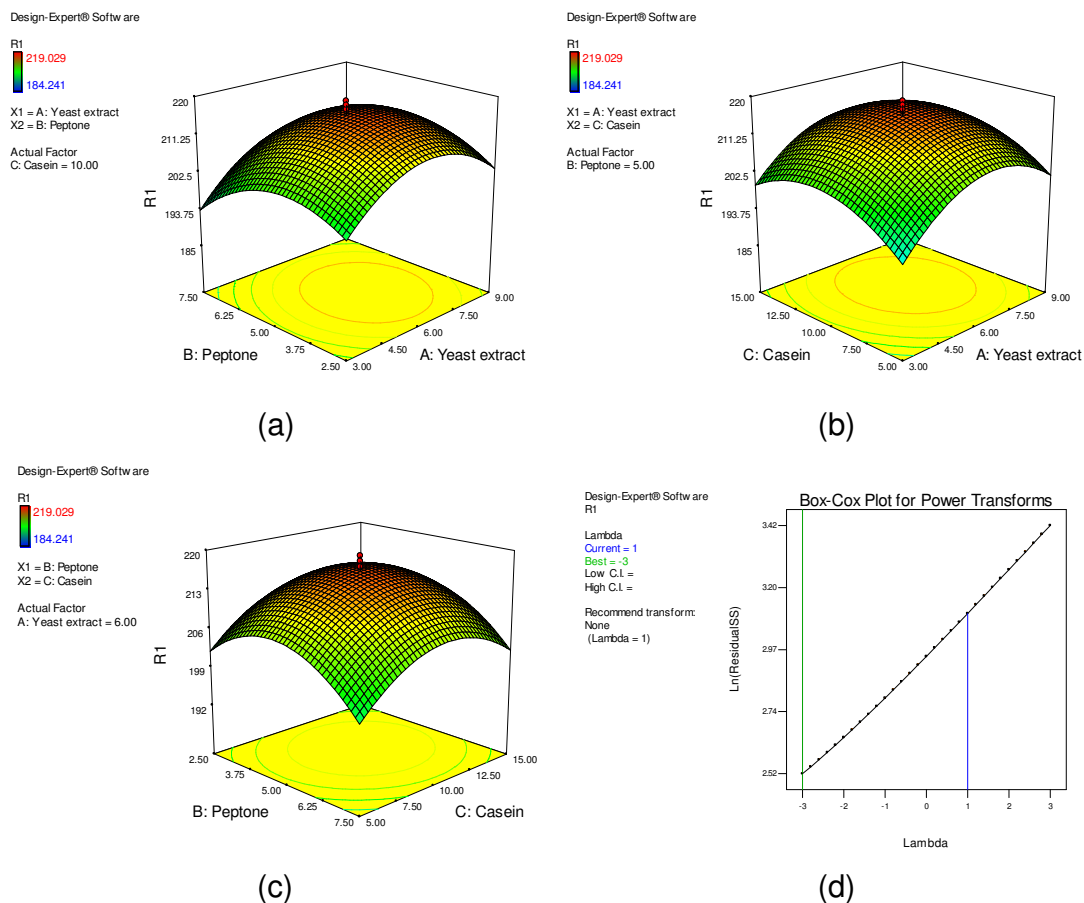 Design-Expert® Software
R1
219.029
184.241
X1 = A: Yeast extract
X2 = B: Peptone
Actual Factor
C: Casein = 10.00
220
211.25
202.5
193.75
185
R1
7.50
6.25
5.00
3.75
2.50
3.00
4.50
6.00
7.50
9.00
B: Peptone
A: Yeast extract
(a)
Design-Expert® Software
R1
219.029
184.241
X1 = A: Yeast extract
X2 = C: Casein
Actual Factor
B: Peptone = 5.00
220
211.25
202.5
193.75
185
R1
15.00
12.50
10.00
7.50
5.00
3.00
4.50
6.00
7.50
9.00
C: Casein
A: Yeast extract
(b)
Design-Expert® Software
R1
219.029
184.241
X1 = B: Peptone
X2 = C: Casein
Actual Factor
A: Yeast extract = 6.00
220
213
206
199
192
R1
2.50
3.75
5.00
6.25
7.50
5.00
7.50
10.00
12.50
15.00
B: Peptone
C: Casein
(c)
Design-Expert® Software
R1
Lambda
Current = 1
Best = -3
Low C.I. =
High C.I. =
Recommend transform:
None
(Lambda = 1)
Box-Cox Plot for Power Transforms
Ln(ResidualSS)
3.42
3.20
2.97
2.74
2.52
-3
-2
-1
0
1
2
3
Lambda
(d)